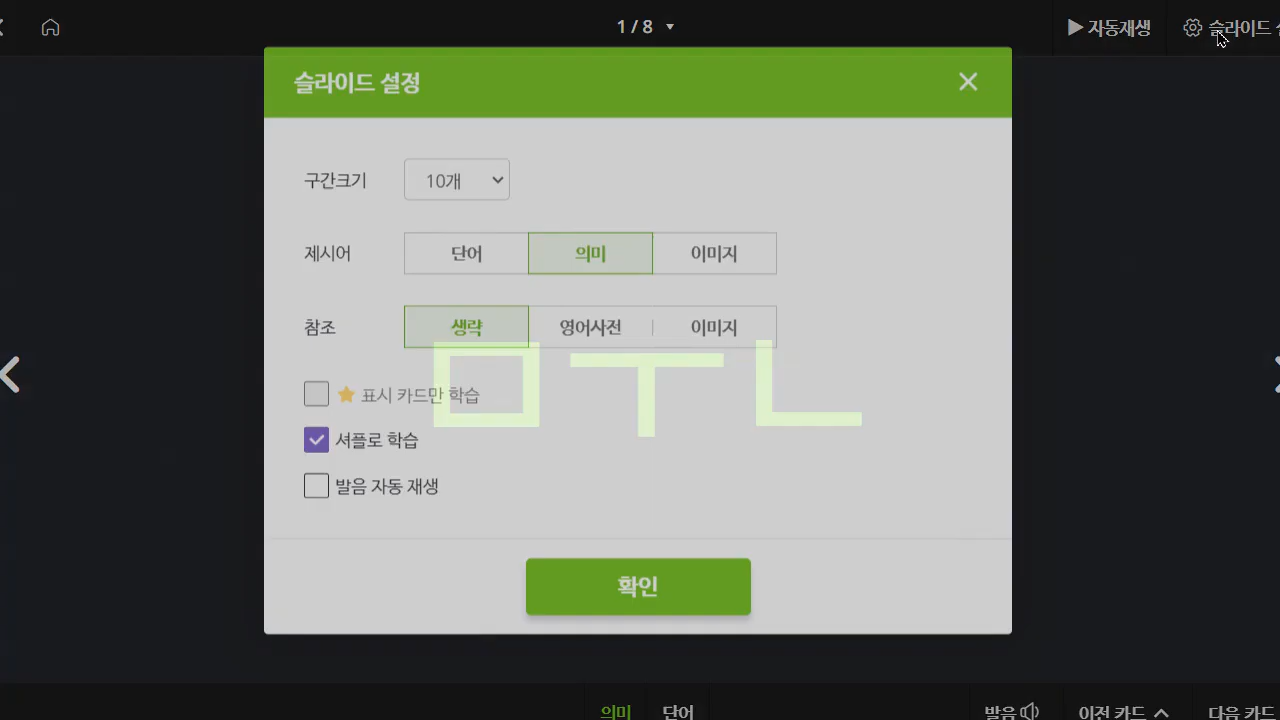 1 / 8
자동재생
슬라이드
슬라이드 설정
구간크기 10개
제시어 단어 의미 이미지
참조 생략 영어사전 이미지
표시 카드만 학습
ㅁㅜㄴ
셔플로 학습
발음 자동 재생
확인
의미 단어 발음 이전 카드 다음 카드